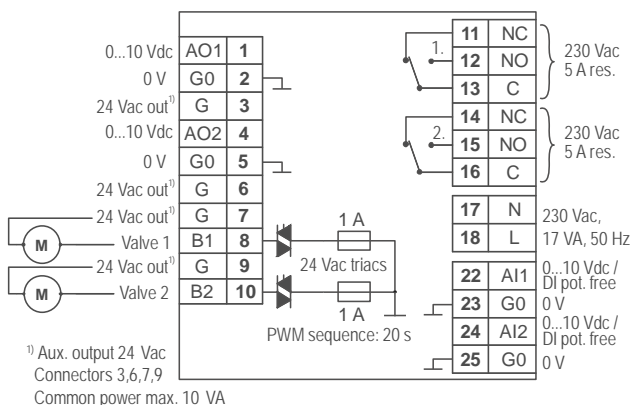 0...10 Vdc AO1 1
0 V G0 2
24 Vac out¹⁾ G 3
0...10 Vdc AO2 4
0 V G0 5
24 Vac out¹⁾ G 6
24 Vac out¹⁾ G 7
M Valve 1 B1 8
24 Vac out¹⁾ G 9
M Valve 2 B2 10
1 A
24 Vac triacs
1 A
PWM sequence: 20 s
¹⁾ Aux. output 24 Vac
Connectors 3,6,7,9
Common power max. 10 VA
11 NC
1. 12 NO
13 C
230 Vac
5 A res.
14 NC
2. 15 NO
16 C
230 Vac
5 A res.
17 N
18 L
230 Vac,
17 VA, 50 Hz
22 AI1 0...10 Vdc /
DI pot. free
23 G0 0 V
24 AI2 0...10 Vdc /
DI pot. free
25 G0 0 V